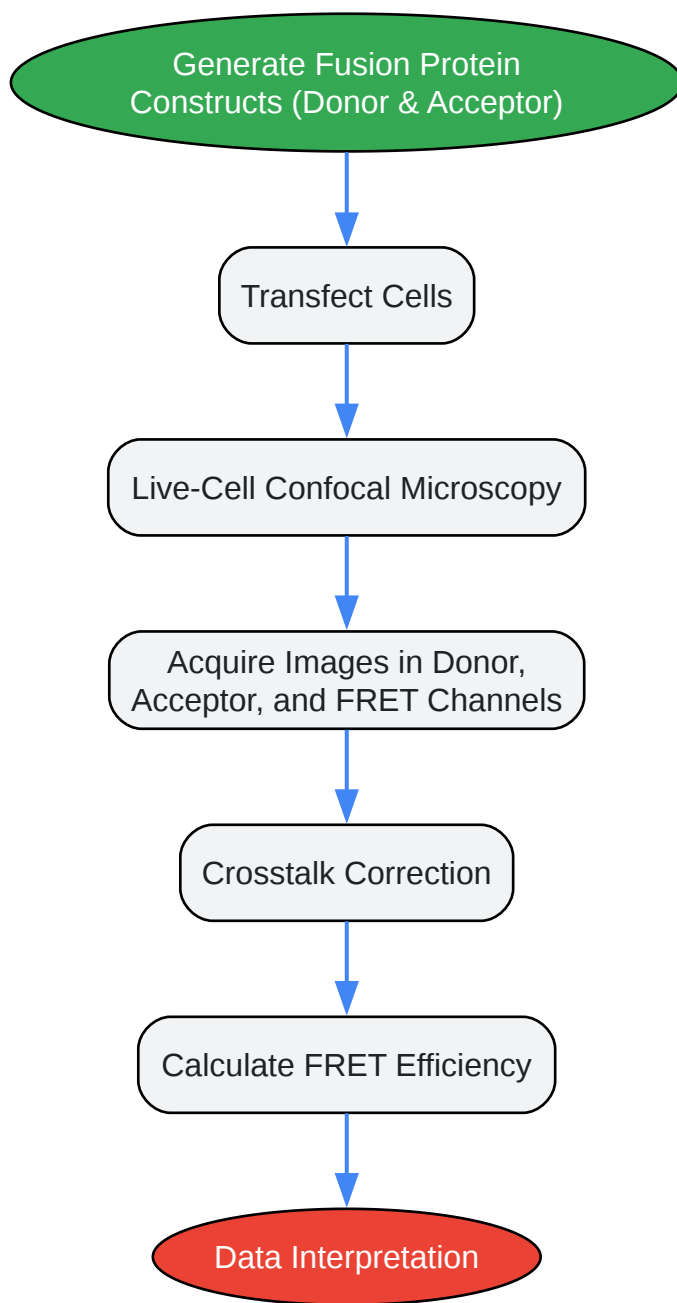 Generate Fusion Protein
Constructs (Donor & Acceptor)
Transfect Cells
Live-Cell Confocal Microscopy
Acquire Images in Donor,
Acceptor, and FRET Channels
Crosstalk Correction
Calculate FRET Efficiency
Data Interpretation